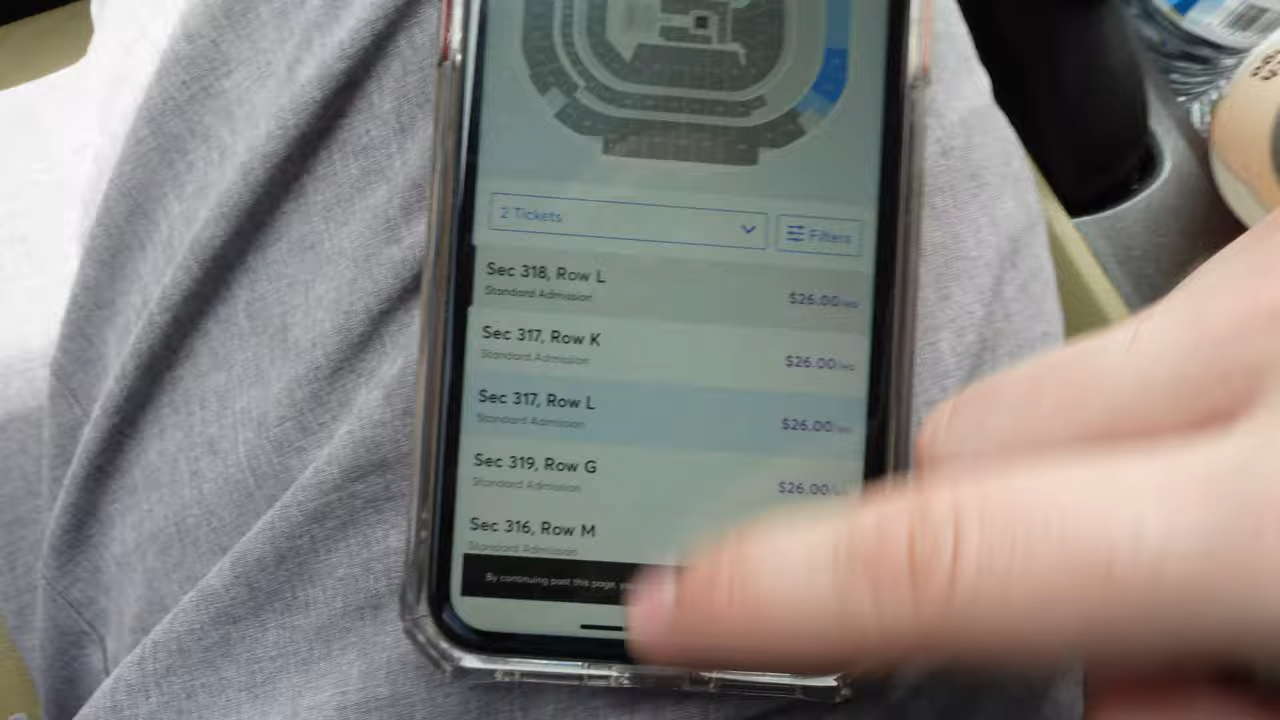 2 Tickets
Filters
Sec 318, Row L
Standard Admission
$26.00
Sec 317, Row K
Standard Admission
$26.00
Sec 317, Row L
Standard Admission
$26.00
Sec 319, Row G
Standard Admission
$26.00
Sec 316, Row M
Standard Admission
By continuing past this page,